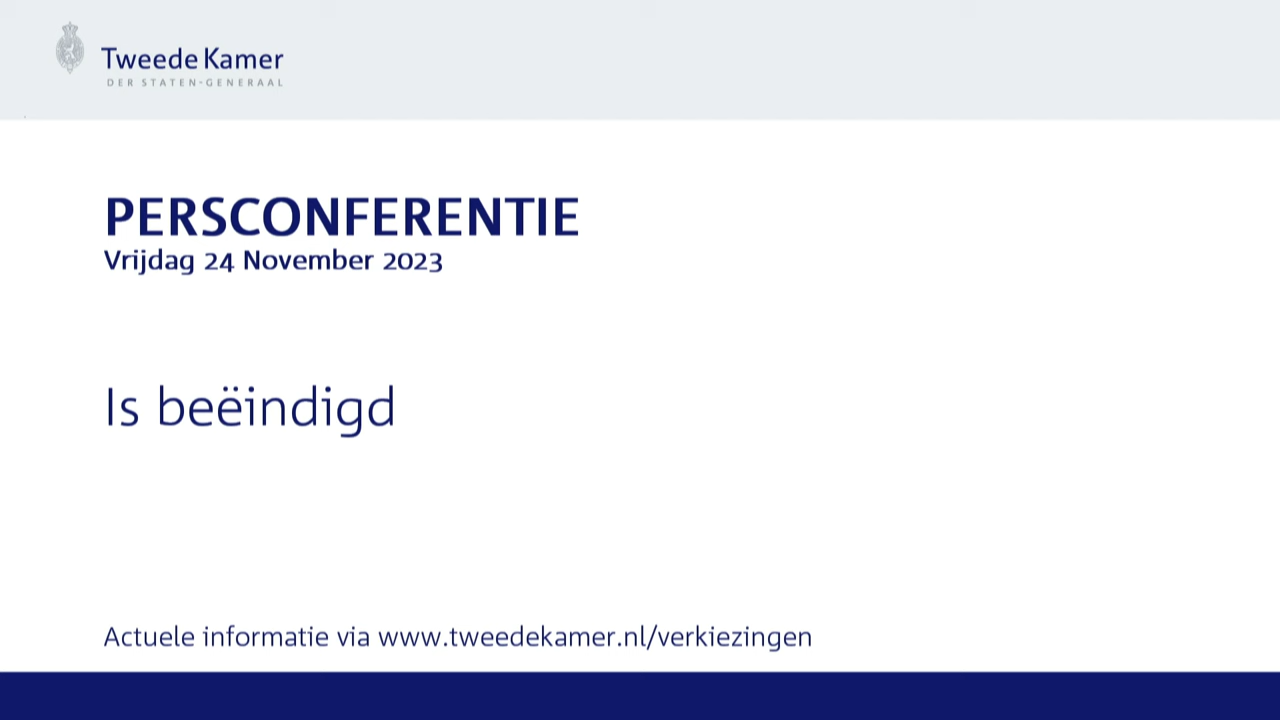 Tweede Kamer
DER STATEN-GENERAAL
PERSCONFERENTIE
Vrijdag 24 November 2023
Is beëindigd
Actuele informatie via www.tweedekamer.nl/verkiezingen